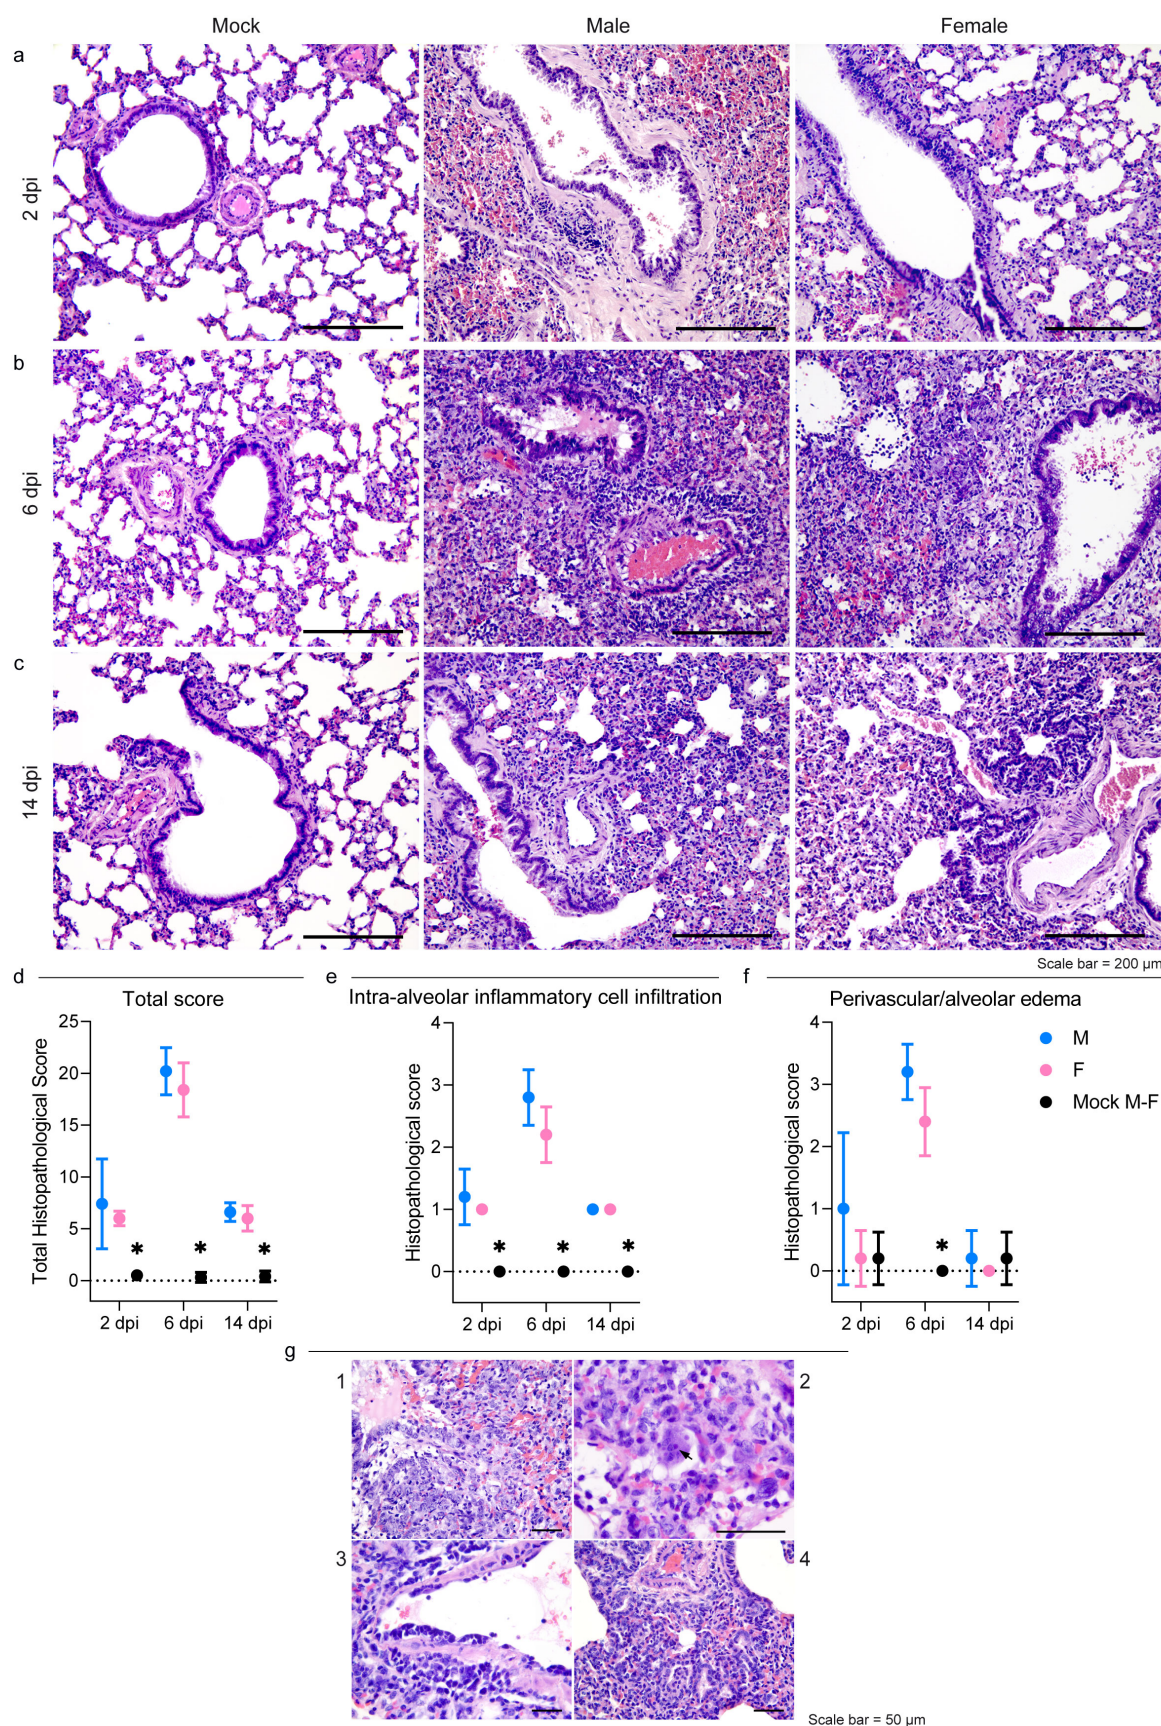 Mock Male Female
a
2 dpi
b
6 dpi
c
14 dpi
Scale bar = 200 µm
d e f
Total score
Total Histopathological Score
25
20
15
10
5
0
*
*
*
2 dpi 6 dpi 14 dpi
Intra-alveolar inflammatory cell infiltration
Histopathological score
4
3
2
1
0
*
*
*
2 dpi 6 dpi 14 dpi
Perivascular/alveolar edema
Histopathological score
4
3
2
1
0
*
2 dpi 6 dpi 14 dpi
M
F
Mock M-F
g
1 2
3 4
Scale bar = 50 µm